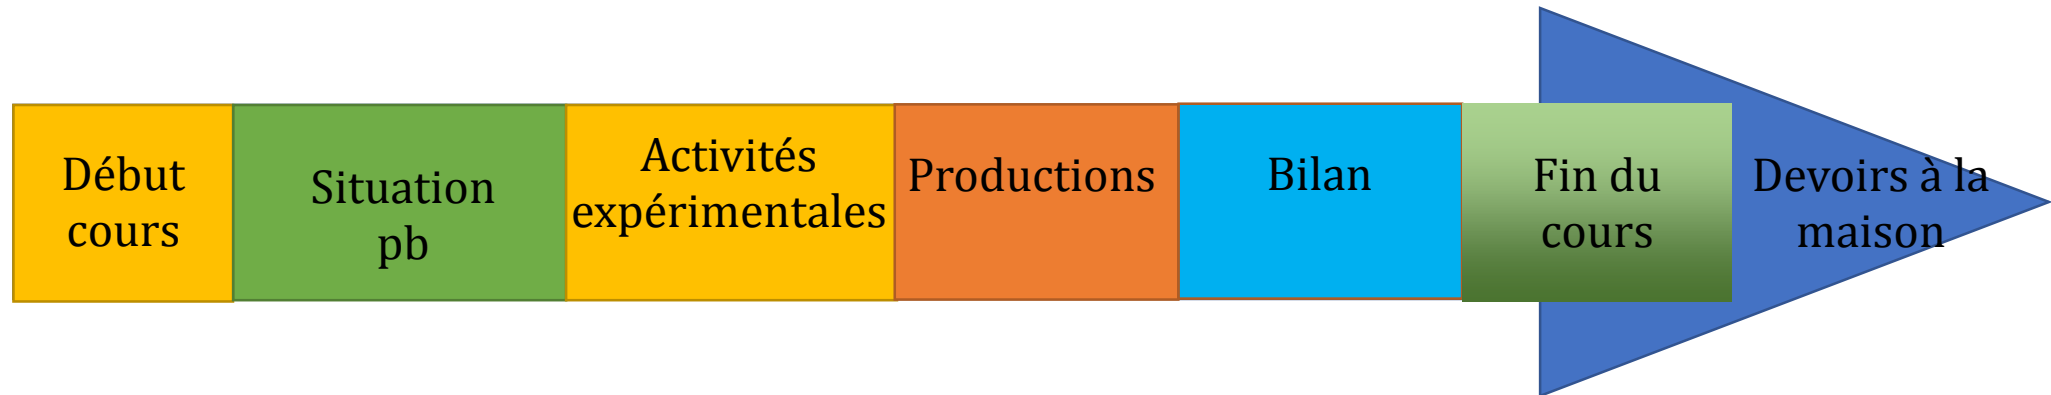 Début
cours
Situation
pb
Activités
expérimentales
Productions
Bilan
Fin du
cours
Devoirs à la
maison